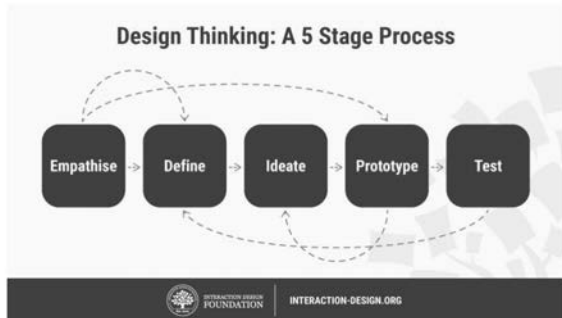 Design Thinking: A 5 Stage Process
Empathise
Define
Ideate
Prototype
Test
INTERACTION DESIGN
FOUNDATION
INTERACTION-DESIGN.ORG